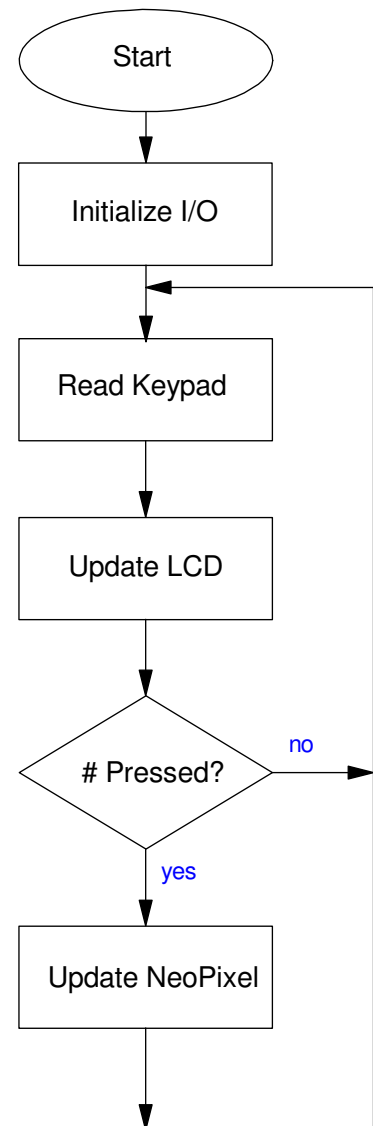 Start
Initialize I/O
Read Keypad
Update LCD
# Pressed?
no
yes
Update NeoPixel